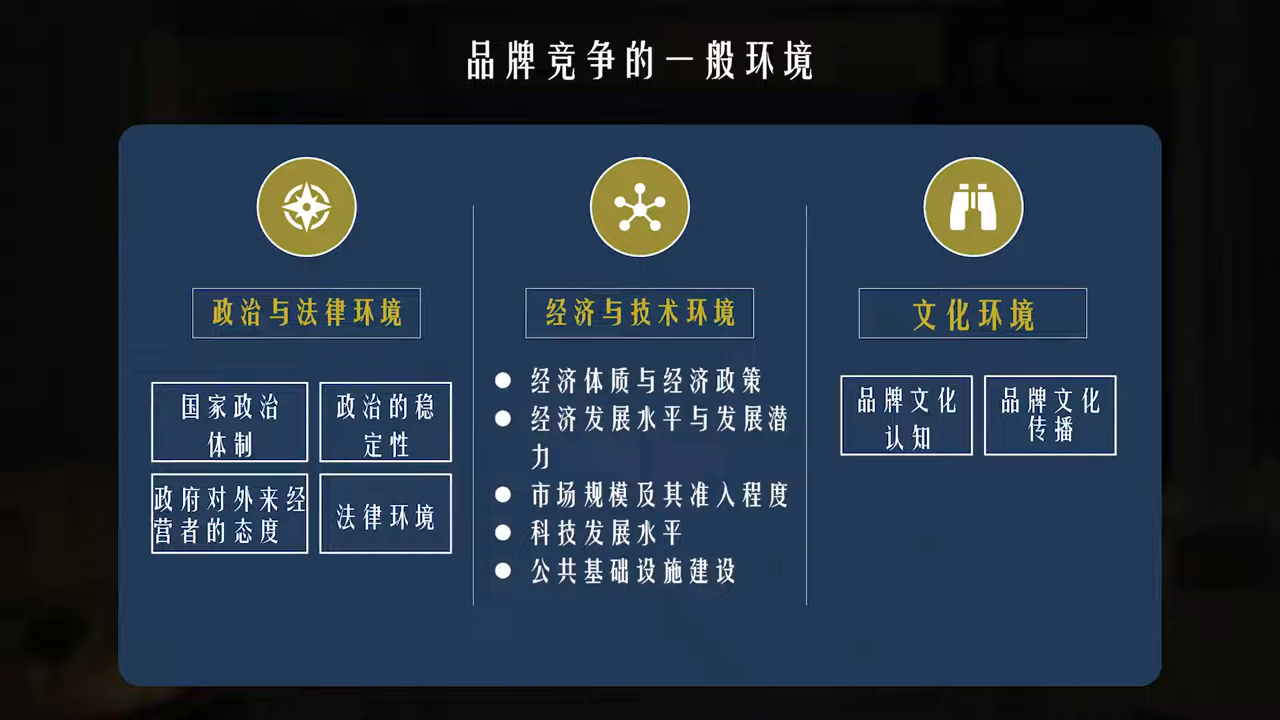 品牌竞争的一般环境
政治与法律环境
国家政治
体制
政治的稳
定性
政府对外来经
营者的态度
法律环境
经济与技术环境
经济体质与经济政策
经济发展水平与发展潜
力
市场规模及其准入程度
科技发展水平
公共基础设施建设
文化环境
品牌文化
认知
品牌文化
传播